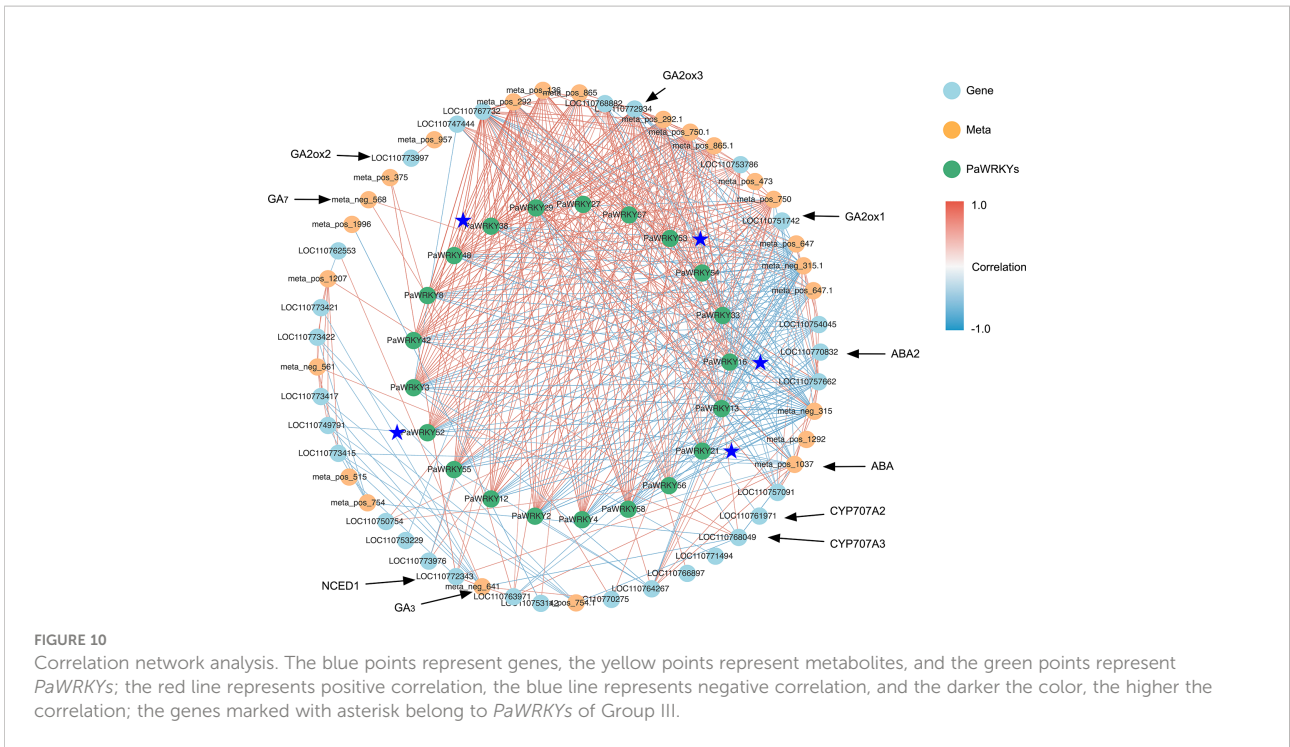 GA2ox3
meta_pos_136
meta_pos_865
meta_pos_292
LOC110768882
LOC110767732
LOC110772934
Gene
LOC110747444
meta_pos_292.1
meta_pos_750.1
meta_pos_957
meta_pos_865.1
Meta
GA2ox2
LOC110773997
LOC110753786
PaWRKYs
meta_pos_375
meta_pos_473
GA7
meta_neg_568
meta_pos_750
1.0
PaWRKY29
PaWRKY27
PaWRKY57
GA2ox1
meta_pos_1996
LOC110751742
PaWRKY38
PaWRKY53
meta_pos_647
LOC110762553
PaWRKY48
meta_neg_315.1
Correlation
PaWRKY54
meta_pos_1207
meta_pos_647.1
PaWRKY8
LOC110773421
PaWRKY33
LOC110754045
-1.0
LOC110773422
PaWRKY42
LOC110770832
ABA2
meta_neg_561
PaWRKY16
LOC110757662
PaWRKY3
LOC110773417
PaWRKY13
meta_neg_315
LOC110749791
PaWRKY52
meta_pos_1292
LOC110773415
PaWRKY21
meta_pos_1037
ABA
PaWRKY55
meta_pos_515
PaWRKY56
LOC110757091
meta_pos_754
PaWRKY12
PaWRKY58
CYP707A2
LOC110750754
PaWRKY2
PaWRKY4
LOC110761971
LOC110753229
LOC110768049
CYP707A3
LOC110773976
LOC110771494
NCED1
LOC110772343
LOC110766897
meta_neg_641
LOC110764267
GA3
LOC110763971
LOC110753142
pos_754.1
110770275
FIGURE 10
Correlation network analysis. The blue points represent genes, the yellow points represent metabolites, and the green points represent
PaWRKYs; the red line represents positive correlation, the blue line represents negative correlation, and the darker the color, the higher the
correlation; the genes marked with asterisk belong to PaWRKYs of Group III.